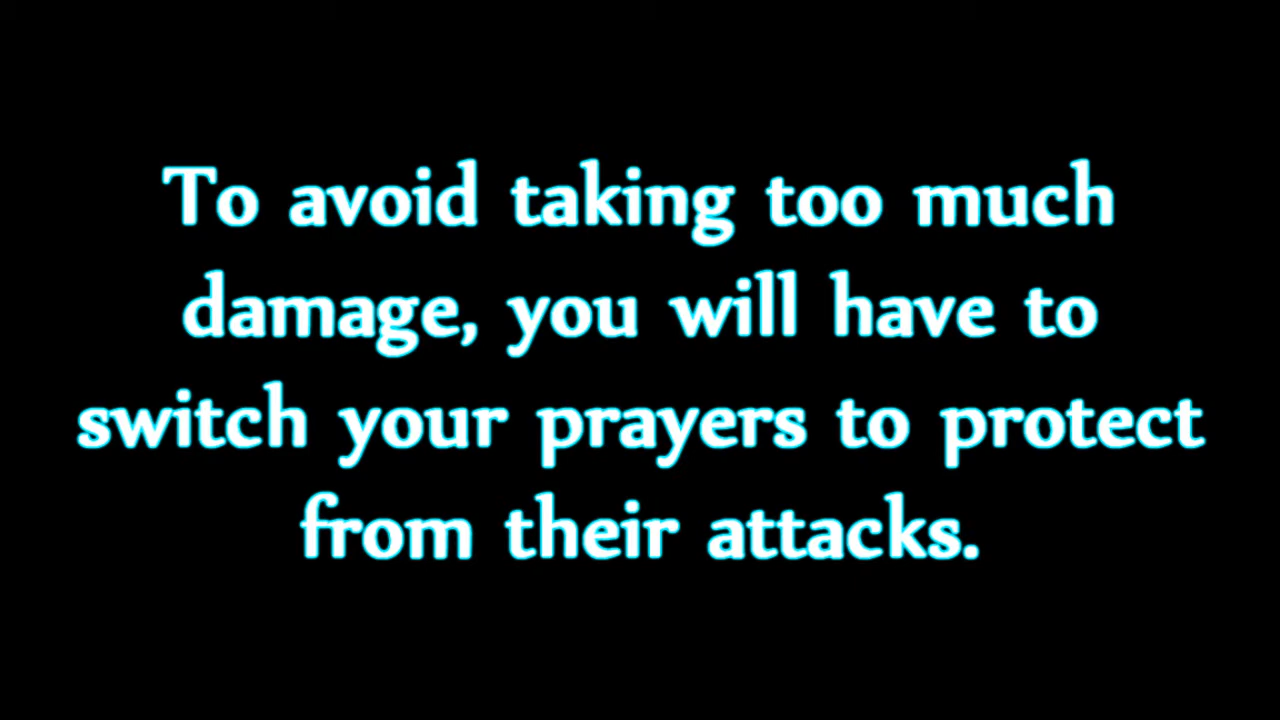 To avoid taking too much
damage, you will have to
switch your prayers to protect
from their attacks.